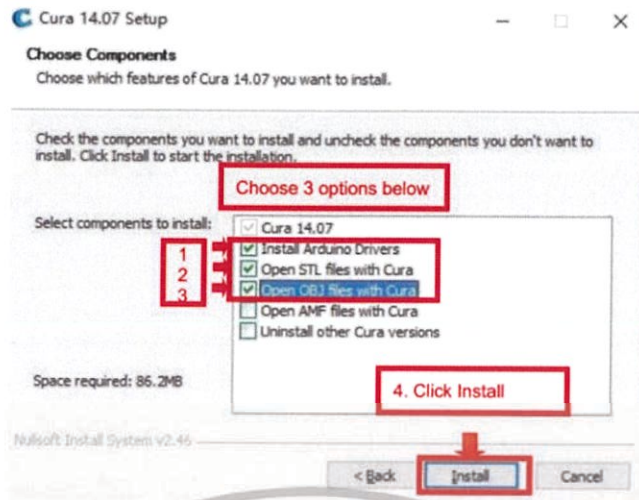 Cura 14.07 Setup
Choose Components
Choose which features of Cura 14.07 you want to install.
Check the components you want to install and uncheck the components you don't want to
install. Click Install to start the installation.
Choose 3 options below
Select components to install:
Cura 14.07
1 Install Arduino Drivers
2 Open STL files with Cura
3 Open OBJ files with Cura
Open AMF files with Cura
Uninstall other Cura versions
Space required: 86.2MB
4. Click Install
Nullsoft Install System v2.46
< Back Install Cancel